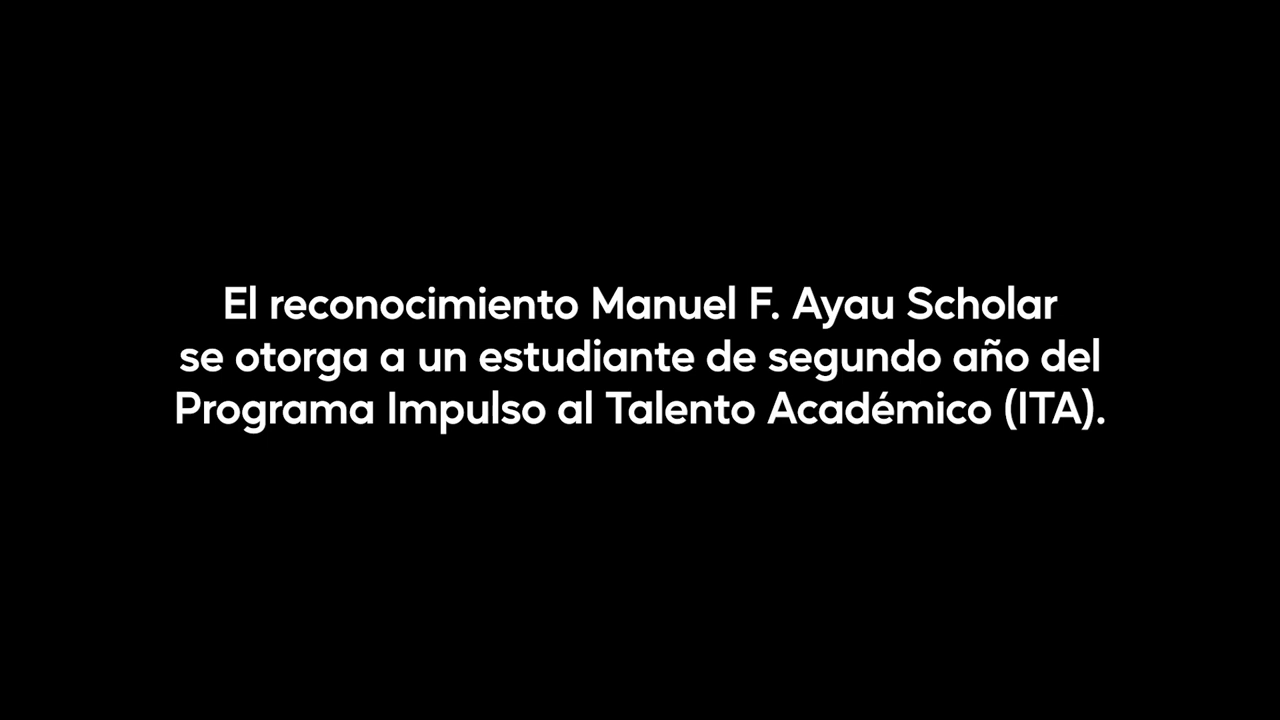 El reconocimiento Manuel F. Ayau Scholar
se otorga a un estudiante de segundo año del
Programa Impulso al Talento Académico (ITA).